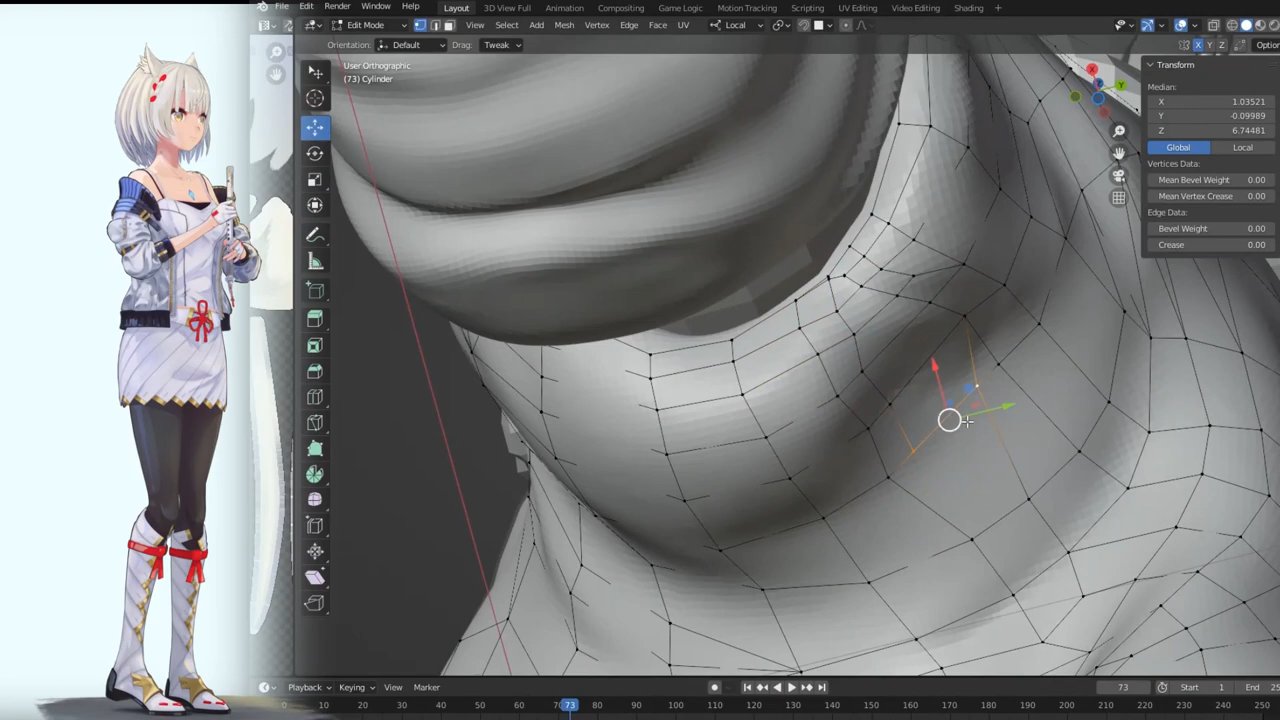 File Edit Render Window Help Layout 3D View Full Animation Compositing Game Logic Motion Tracking Scripting UV Editing Video Editing Shading
Edit Mode View Select Add Mesh Vertex Edge Face UV Local
Orientation: Default Drag: Tweak Optio
User Orthographic
(73) Cylinder
X Y Z
X
Y
Transform
Median:
X 1.03521
Y -0.09989
Z 6.74481
Global Local
Vertices Data:
Mean Bevel Weight 0.00
Mean Vertex Crease 0.00
Edge Data:
Bevel Weight 0.00
Crease 0.00
Playback Keying View Marker 73 Start 1 End 25
0 10 20 30 40 50 60 73 80 90 100 110 120 130 140 150 160 170 180 190 200 210 220 230 240 250